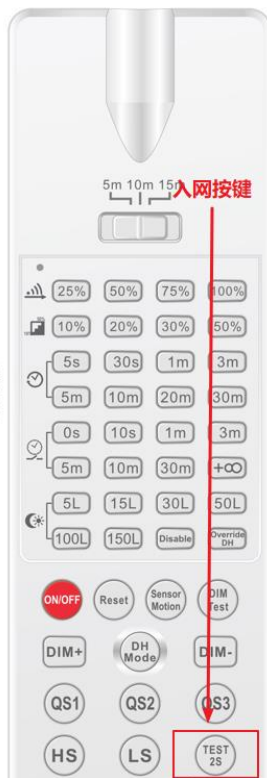 5m 10m 15m
入网按键
25% 50% 75% 100%
10% 20% 30% 50%
5s 30s 1m 3m
5m 10m 20m 30m
0s 10s 1m 3m
5m 10m 30m +∞
5L 15L 30L 50L
100L 150L Disable Override DH
ON/OFF Reset Sensor Motion DIM Test
DIM+ DH Mode DIM-
QS1 QS2 QS3
HS LS TEST 2S